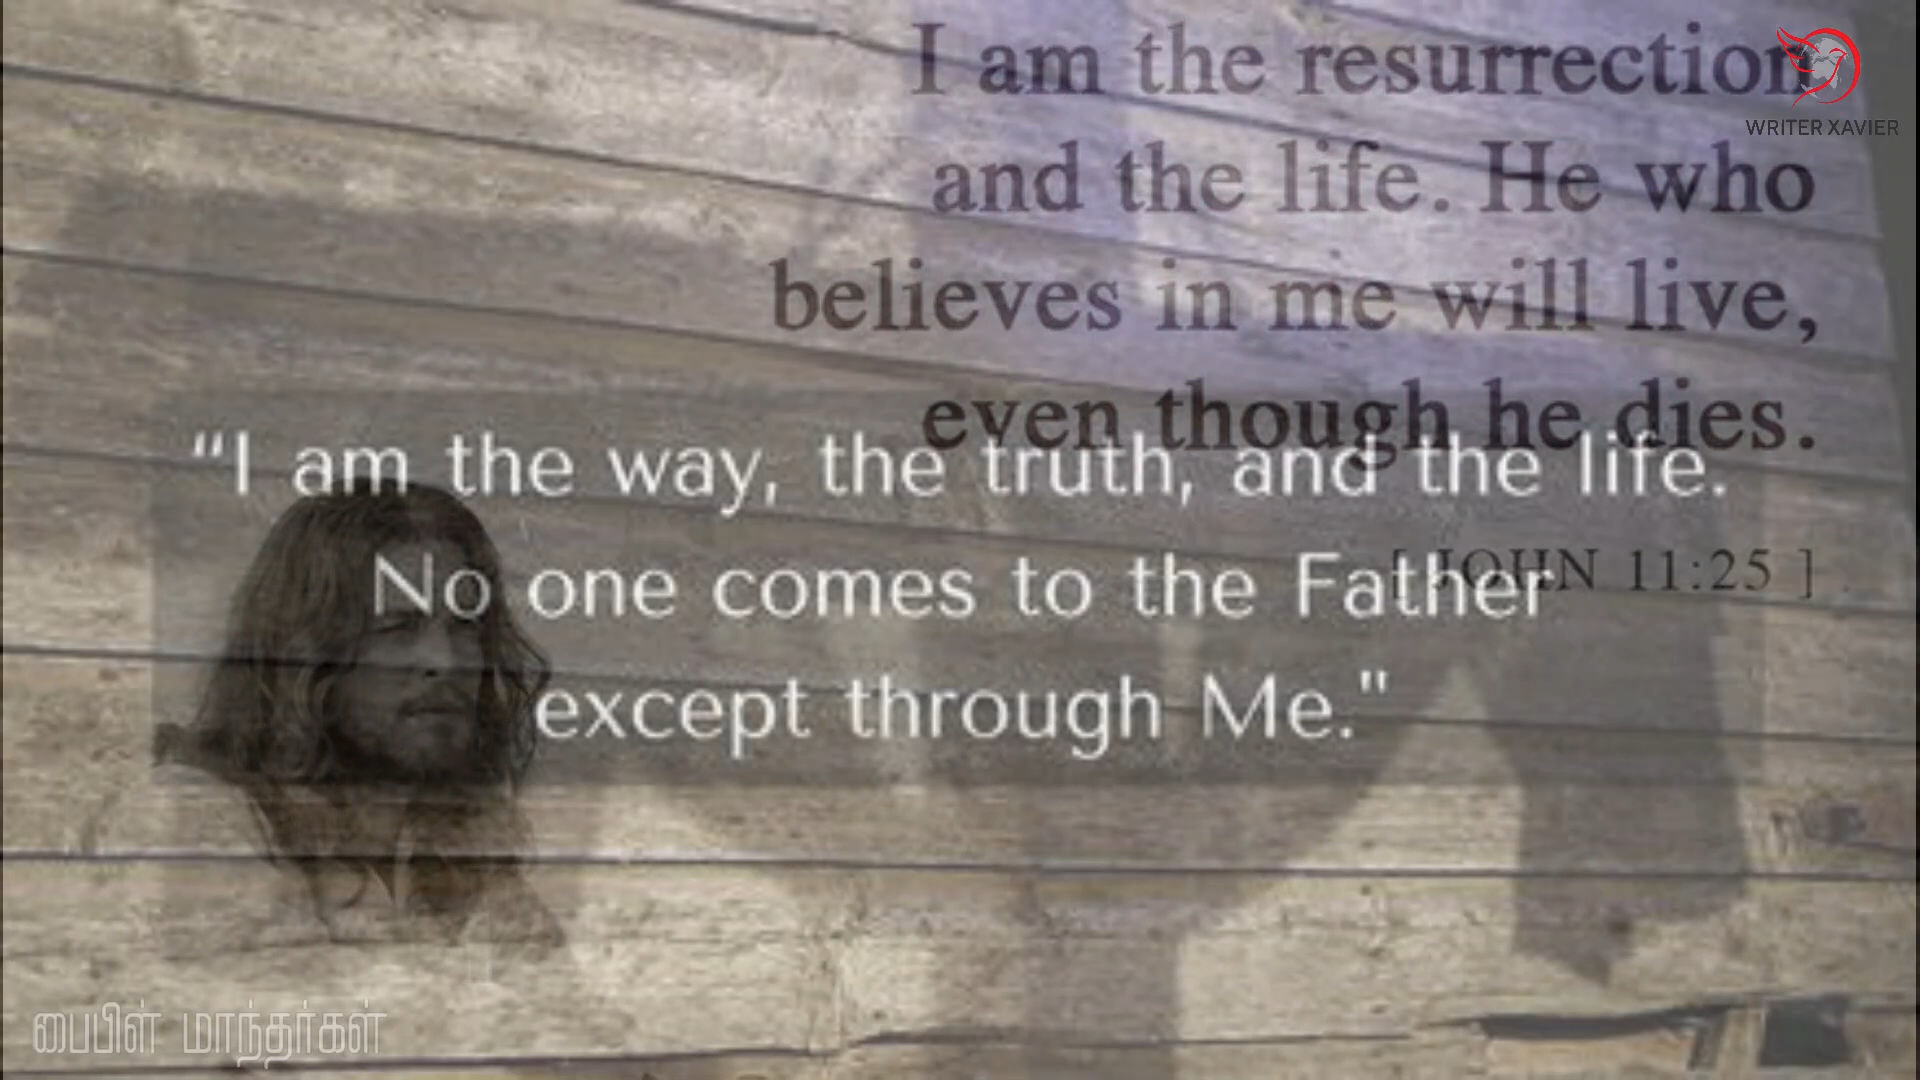 I am the resurrection
and the life. He who
believes in me will live,
even though he dies.
[ JOHN 11:25 ]
“I am the way, the truth, and the life.
No one comes to the Father
except through Me."
WRITER XAVIER
பைபிள் மாந்தர்கள்